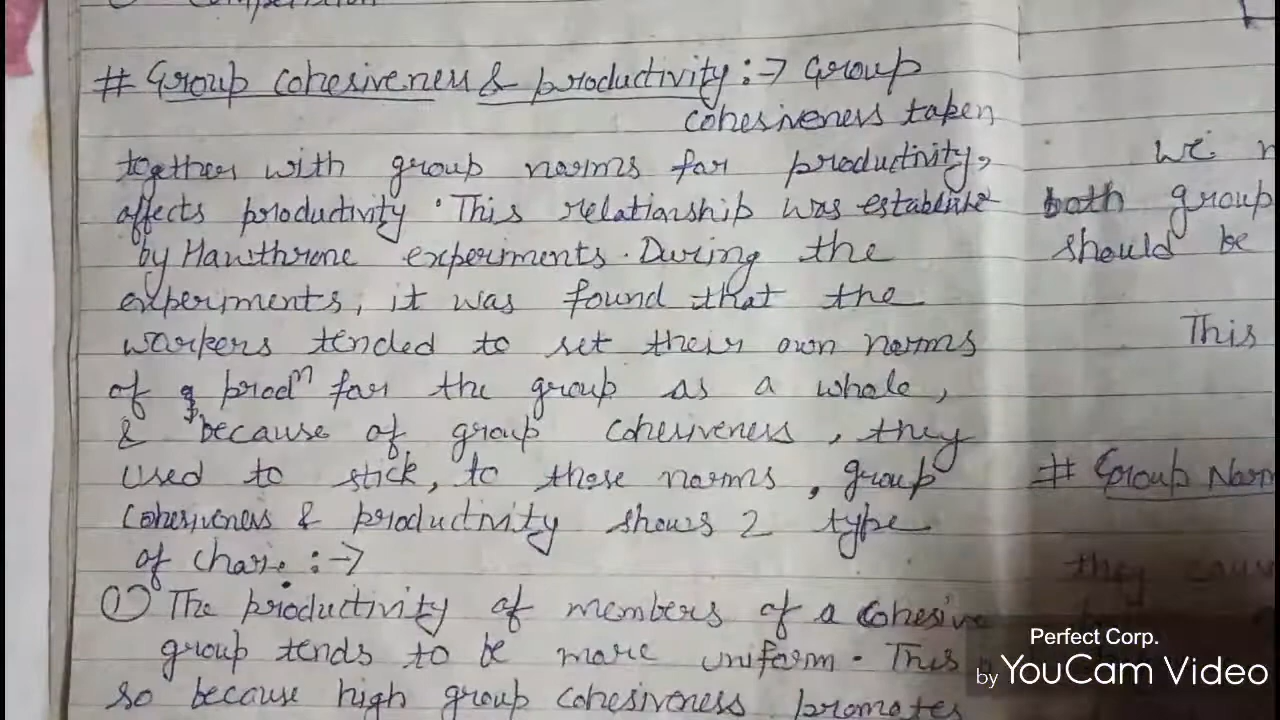 # Group cohesiveness & productivity :→ Group
cohesiveness taken
together with group norms for productivity,
affects productivity. This relationship was establishe
by Hawthrone experiments. During the
experiments, it was found that the
workers tended to set their own norms
of prodⁿ for the group as a whole,
& because of group cohesiveness, they
used to stick, to these norms, group
cohesiveness & productivity shows 2 type
of :→
① The productivity of members of a cohesive
group tends to be more uniform. This
so because high group cohesiveness promotes
we
both group
should be
This
# Group Nor
they cau
Perfect Corp.
by YouCam Video